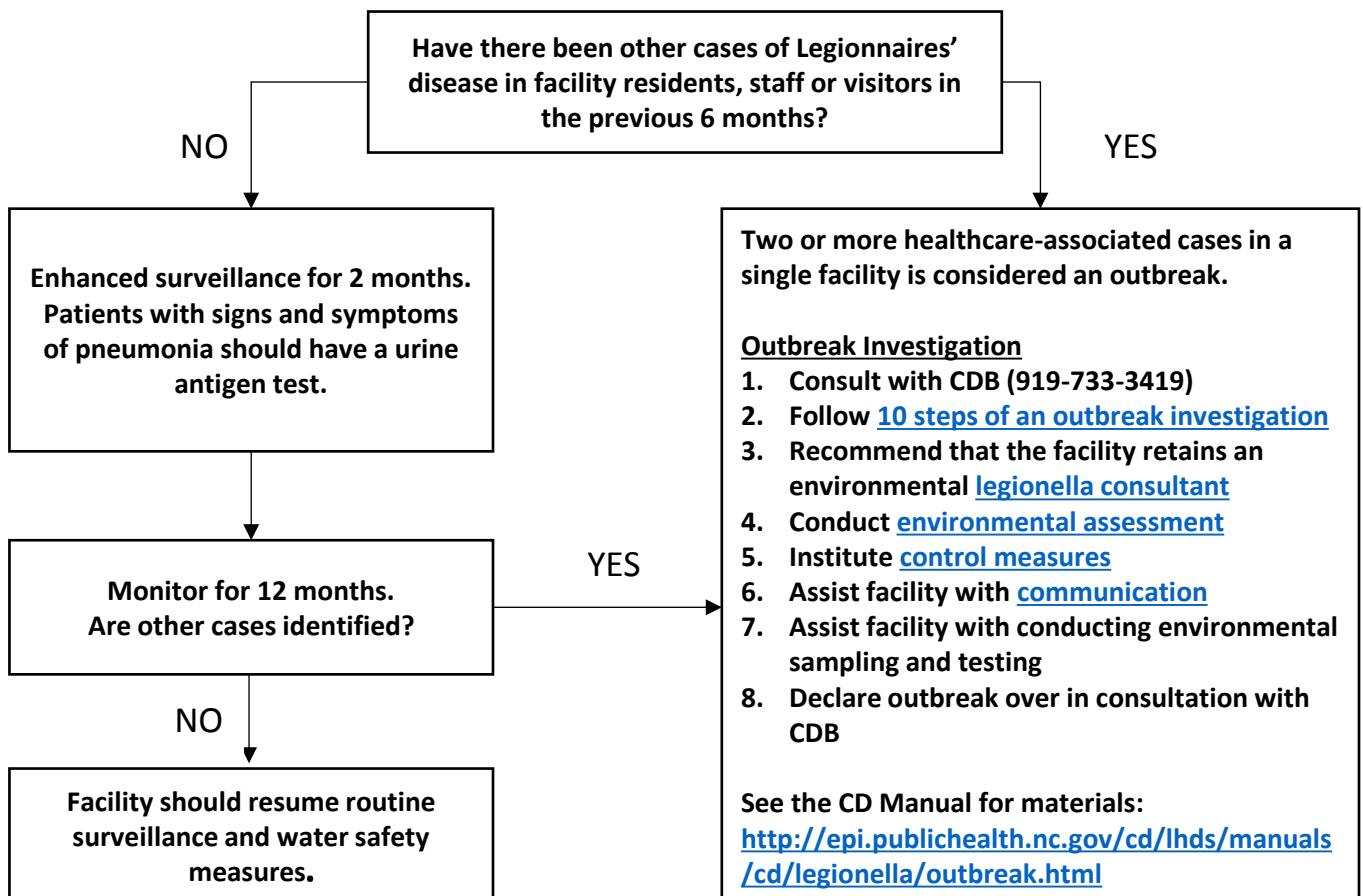 Have there been other cases of Legionnaires’
disease in facility residents, staff or visitors in
the previous 6 months?
NO
YES
Enhanced surveillance for 2 months.
Patients with signs and symptoms
of pneumonia should have a urine
antigen test.
Monitor for 12 months.
Are other cases identified?
YES
NO
Facility should resume routine
surveillance and water safety
measures.
Two or more healthcare-associated cases in a
single facility is considered an outbreak.
Outbreak Investigation
1. Consult with CDB (919-733-3419)
2. Follow 10 steps of an outbreak investigation
3. Recommend that the facility retains an
environmental legionella consultant
4. Conduct environmental assessment
5. Institute control measures
6. Assist facility with communication
7. Assist facility with conducting environmental
sampling and testing
8. Declare outbreak over in consultation with
CDB
See the CD Manual for materials:
http://epi.publichealth.nc.gov/cd/lhds/manuals
/cd/legionella/outbreak.html